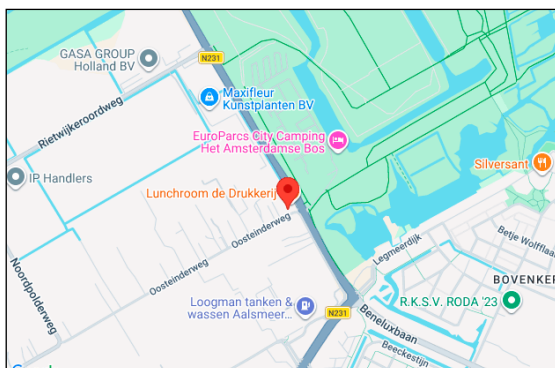 GASA GROUP
Holland BV
N231
Rietwijkeroordweg
Maxifleur
Kunstplanten BV
EuroParcs City Camping
Het Amsterdamse Bos
Silversant
IP Handlers
Lunchroom de Drukkerij
Oosteinderweg
Legmeerdijk
Betje Wolfflaa
Noordpolderweg
Oosteinderweg
BOVENKER
Loogman tanken &
wassen Aalsmeer...
N231
R.K.S.V. RODA '23
Beneluxbaan
Beeckestijn